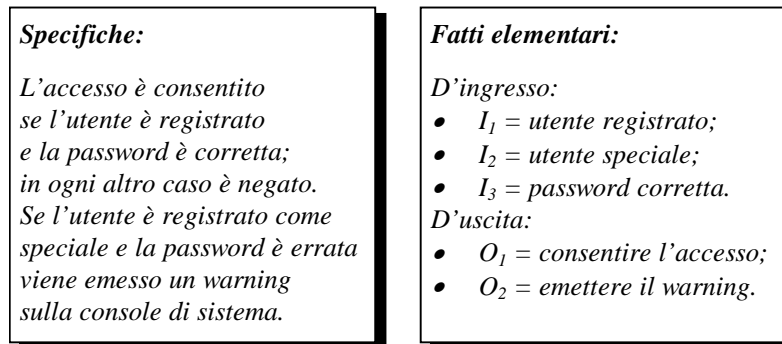 Specifiche:
L'accesso è consentito
se l'utente è registrato
e la password è corretta;
in ogni altro caso è negato.
Se l'utente è registrato come
speciale e la password è errata
viene emesso un warning
sulla console di sistema.
Fatti elementari:
D'ingresso:
• I1 = utente registrato;
• I2 = utente speciale;
• I3 = password corretta.
D'uscita:
• O1 = consentire l'accesso;
• O2 = emettere il warning.